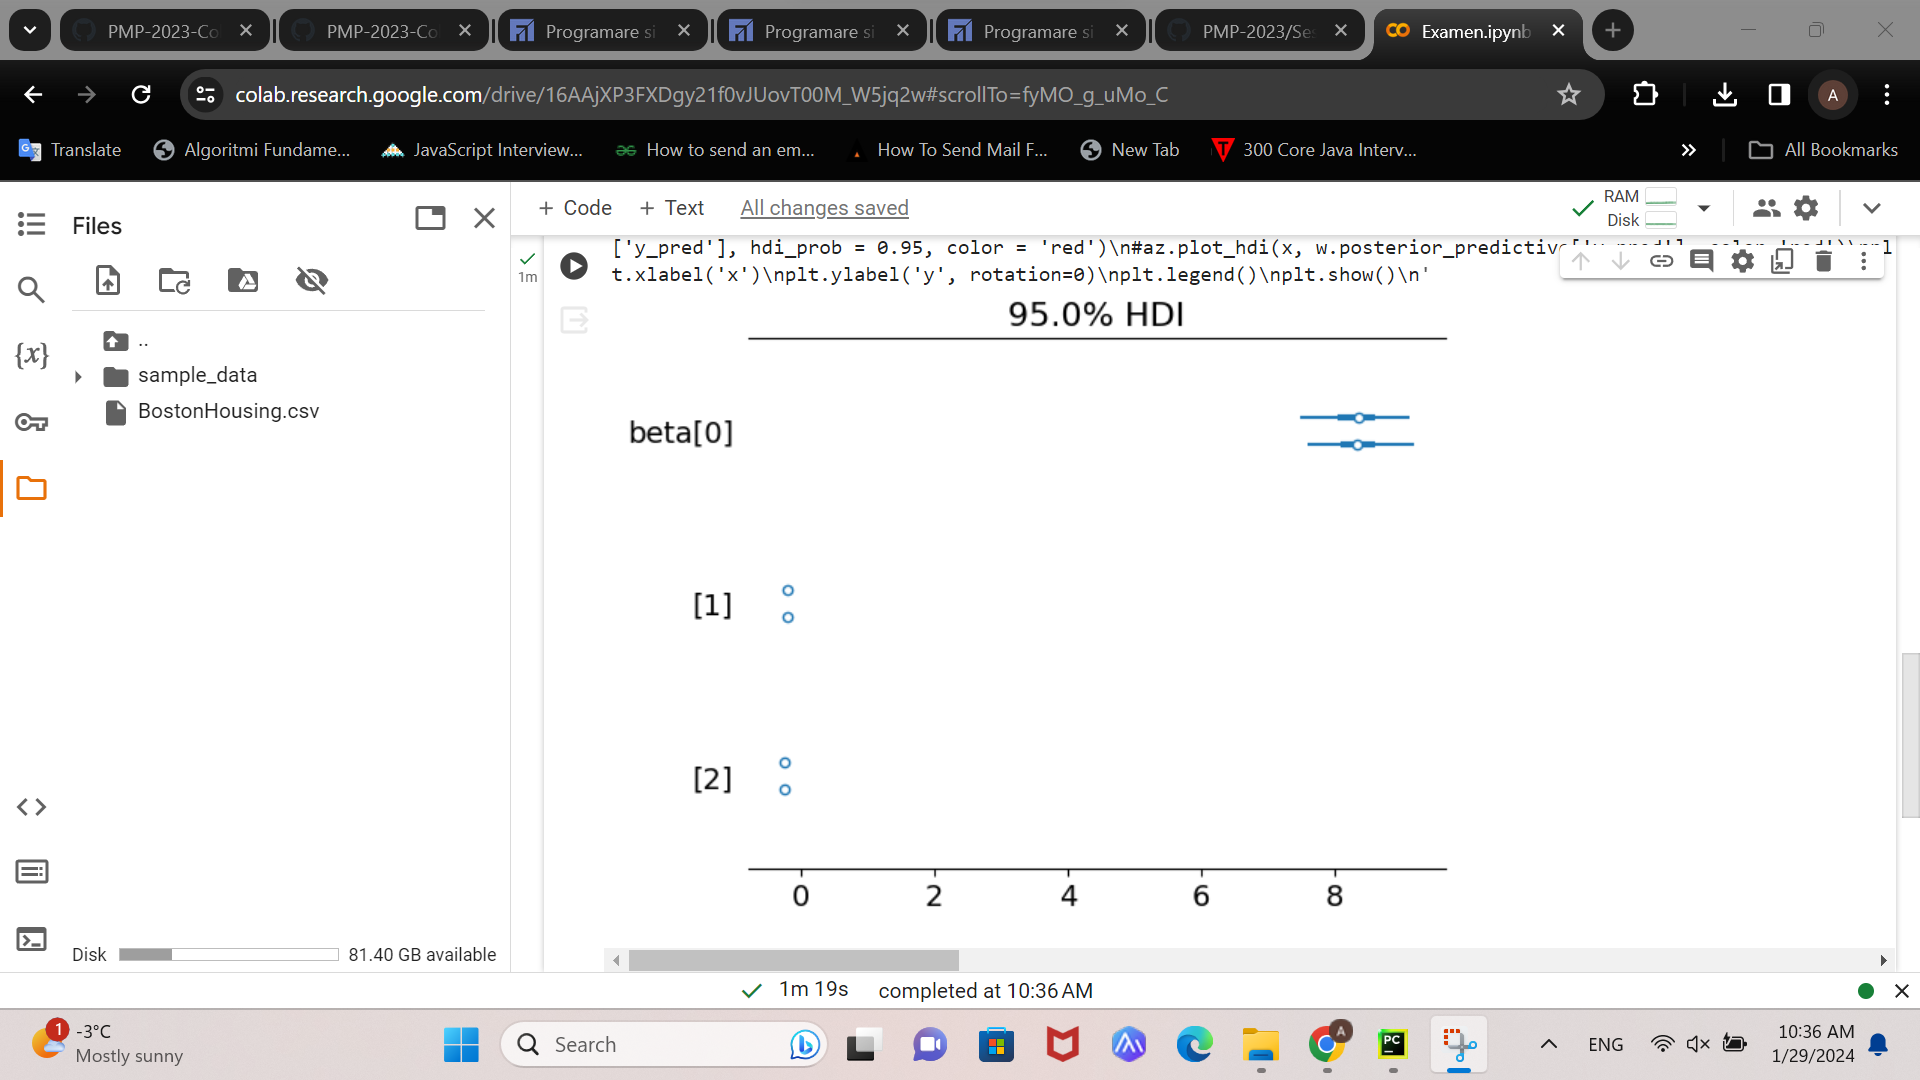 PMP-2023-Co
PMP-2023-Co
Programare si
Programare si
Programare si
PMP-2023/Ses
Examen.ipynb
colab.research.google.com/drive/16AAjXP3FXDgy21f0vJUovT00M_W5jq2w#scrollTo=fyMO_g_uMo_C
A
Translate
Algoritmi Fundame...
JavaScript Interview...
How to send an em...
How To Send Mail F...
New Tab
300 Core Java Interv...
» All Bookmarks
Files
+ Code + Text All changes saved
RAM
Disk
['y_pred'], hdi_prob = 0.95, color = 'red')\n#az.plot_hdi(x, w.posterior_predictive
t.xlabel('x')\nplt.ylabel('y', rotation=0)\nplt.legend()\nplt.show()\n'
1m
95.0% HDI
..
sample_data
BostonHousing.csv
{x}
beta[0]
[1]
[2]
0 2 4 6 8
Disk 81.40 GB available
1m 19s completed at 10:36 AM
1
-3°C
Mostly sunny
Search
A
PC
ENG
10:36 AM
1/29/2024